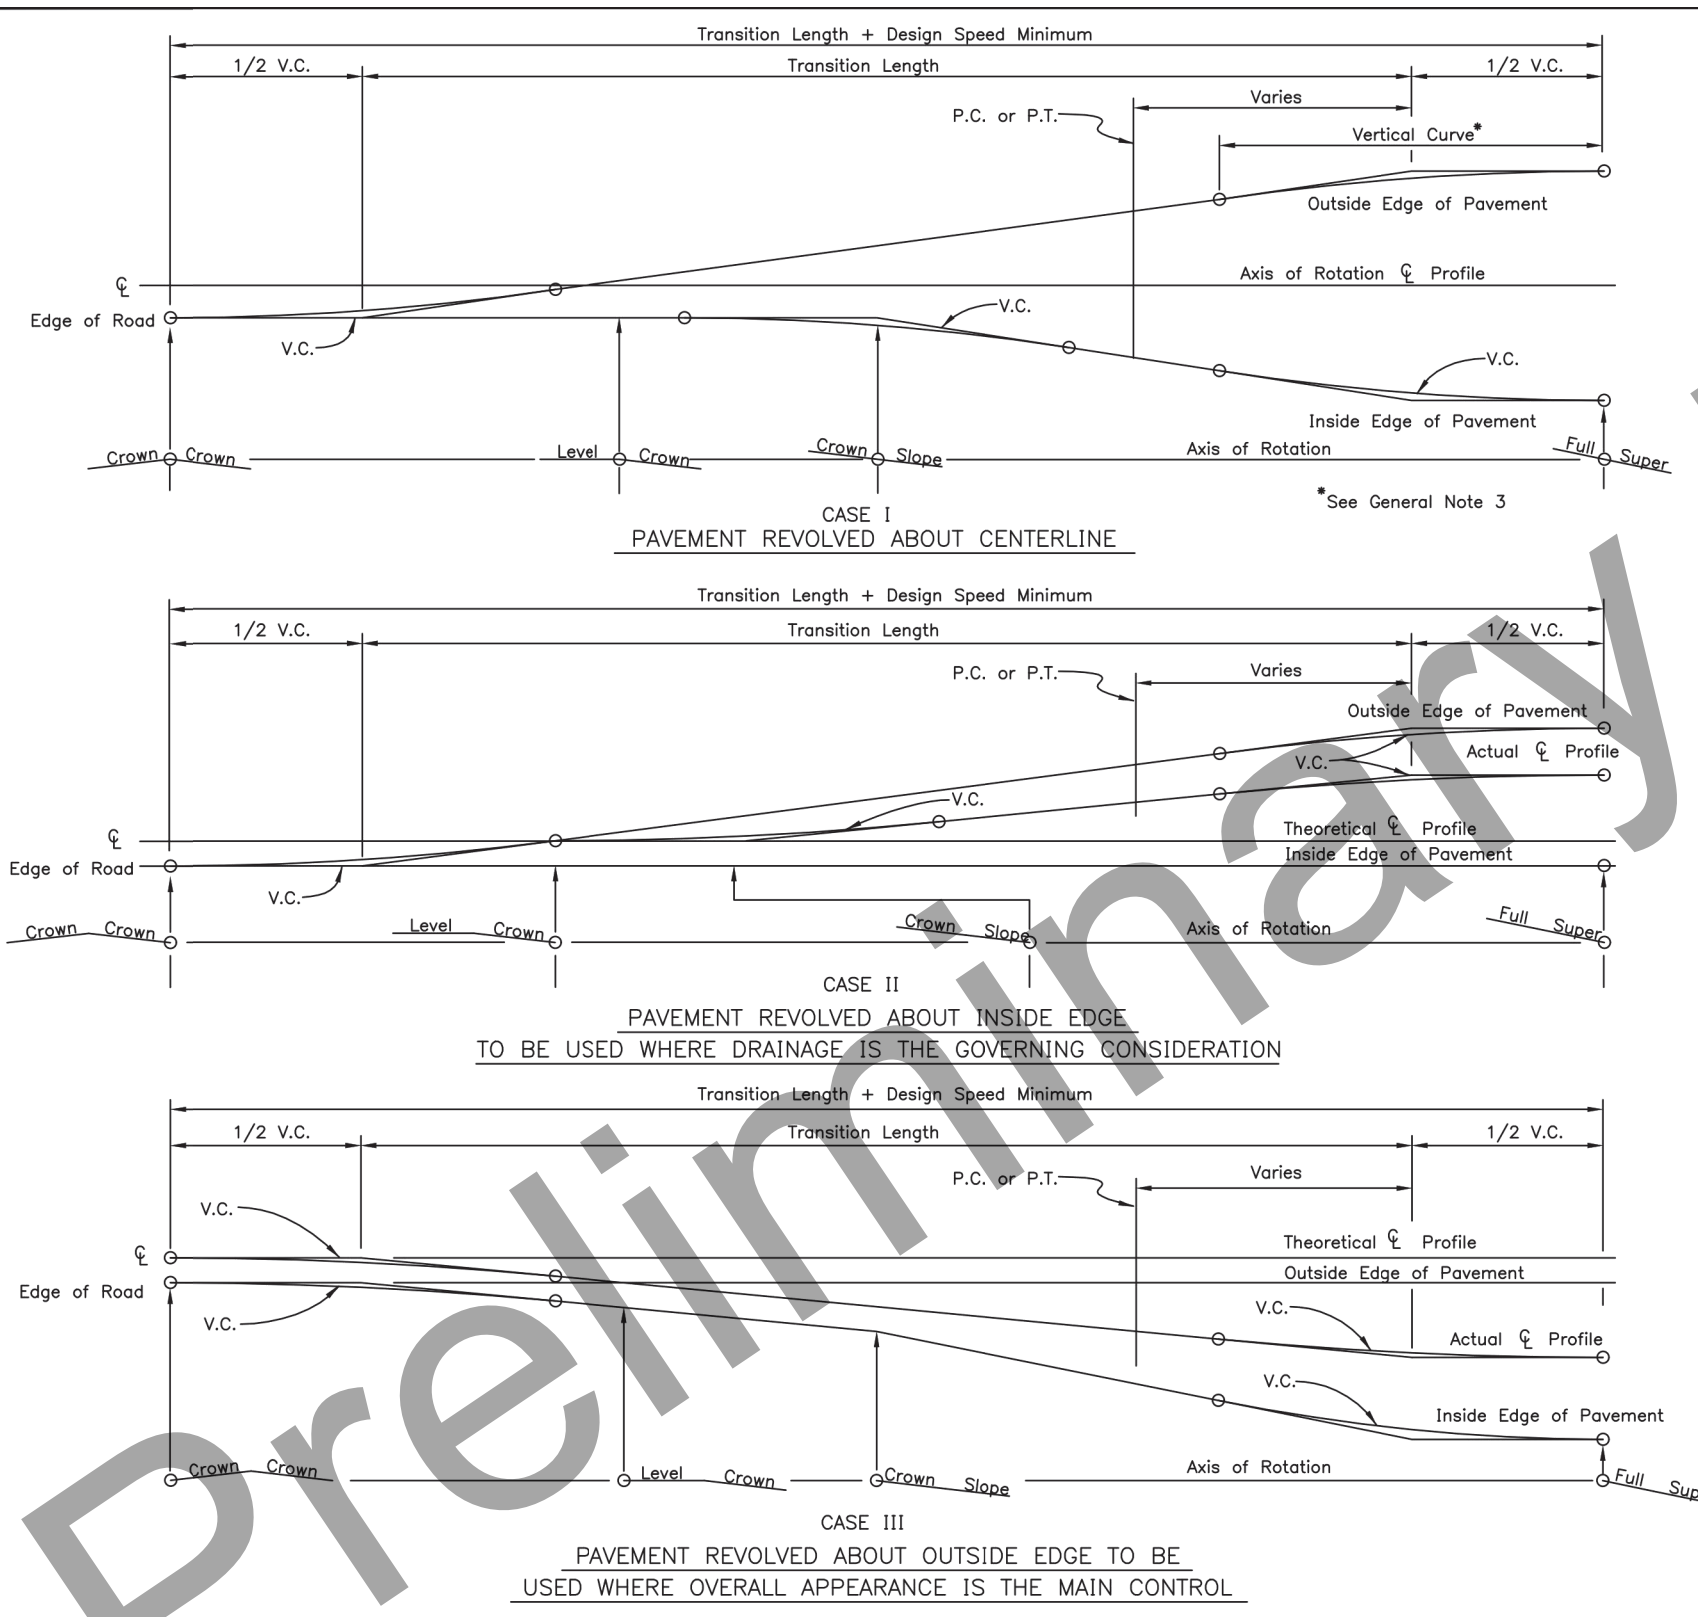 Transition Length + Design Speed Minimum
1/2 V.C. Transition Length 1/2 V.C.
Varies
P.C. or P.T.
Vertical Curve*
Outside Edge of Pavement
℄ Axis of Rotation ℄ Profile
Edge of Road
V.C.
V.C.
V.C.
Inside Edge of Pavement
Crown Crown Level Crown Crown Slope Axis of Rotation Full Super
*See General Note 3
CASE I
PAVEMENT REVOLVED ABOUT CENTERLINE
Transition Length + Design Speed Minimum
1/2 V.C. Transition Length 1/2 V.C.
P.C. or P.T. Varies
Outside Edge of Pavement
Actual ℄ Profile
V.C.
V.C.
℄ Theoretical ℄ Profile
Inside Edge of Pavement
Edge of Road
V.C.
Crown Crown Level Crown Crown Slope Axis of Rotation Full Super
CASE II
PAVEMENT REVOLVED ABOUT INSIDE EDGE
TO BE USED WHERE DRAINAGE IS THE GOVERNING CONSIDERATION
Transition Length + Design Speed Minimum
1/2 V.C. Transition Length 1/2 V.C.
P.C. or P.T. Varies
V.C.
℄ Theoretical ℄ Profile
Outside Edge of Pavement
Edge of Road
V.C.
V.C.
Actual ℄ Profile
V.C.
Inside Edge of Pavement
Crown Crown Level Crown Crown Slope Axis of Rotation Full
CASE III
PAVEMENT REVOLVED ABOUT OUTSIDE EDGE TO BE
USED WHERE OVERALL APPEARANCE IS THE MAIN CONTROL
Preliminary